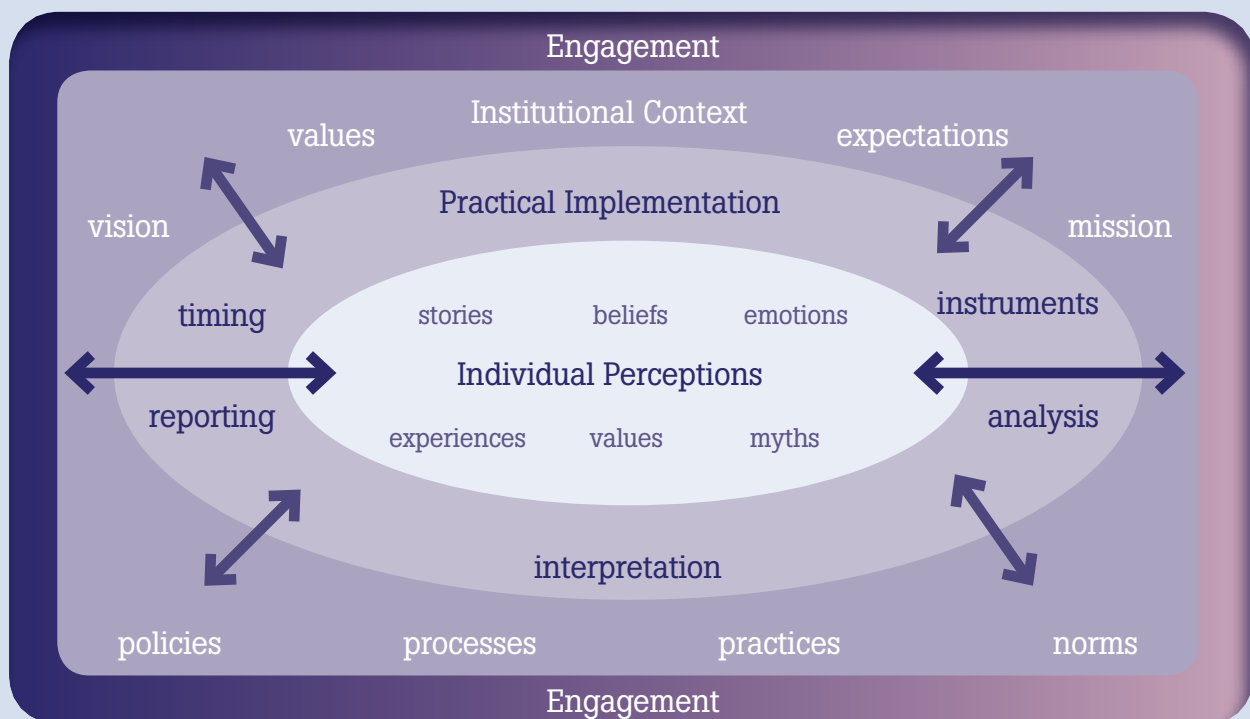 Engagement
Institutional Context
values
expectations
Practical Implementation
vision
mission
timing
instruments
stories
beliefs
emotions
Individual Perceptions
reporting
analysis
experiences
values
myths
interpretation
policies
processes
practices
norms
Engagement